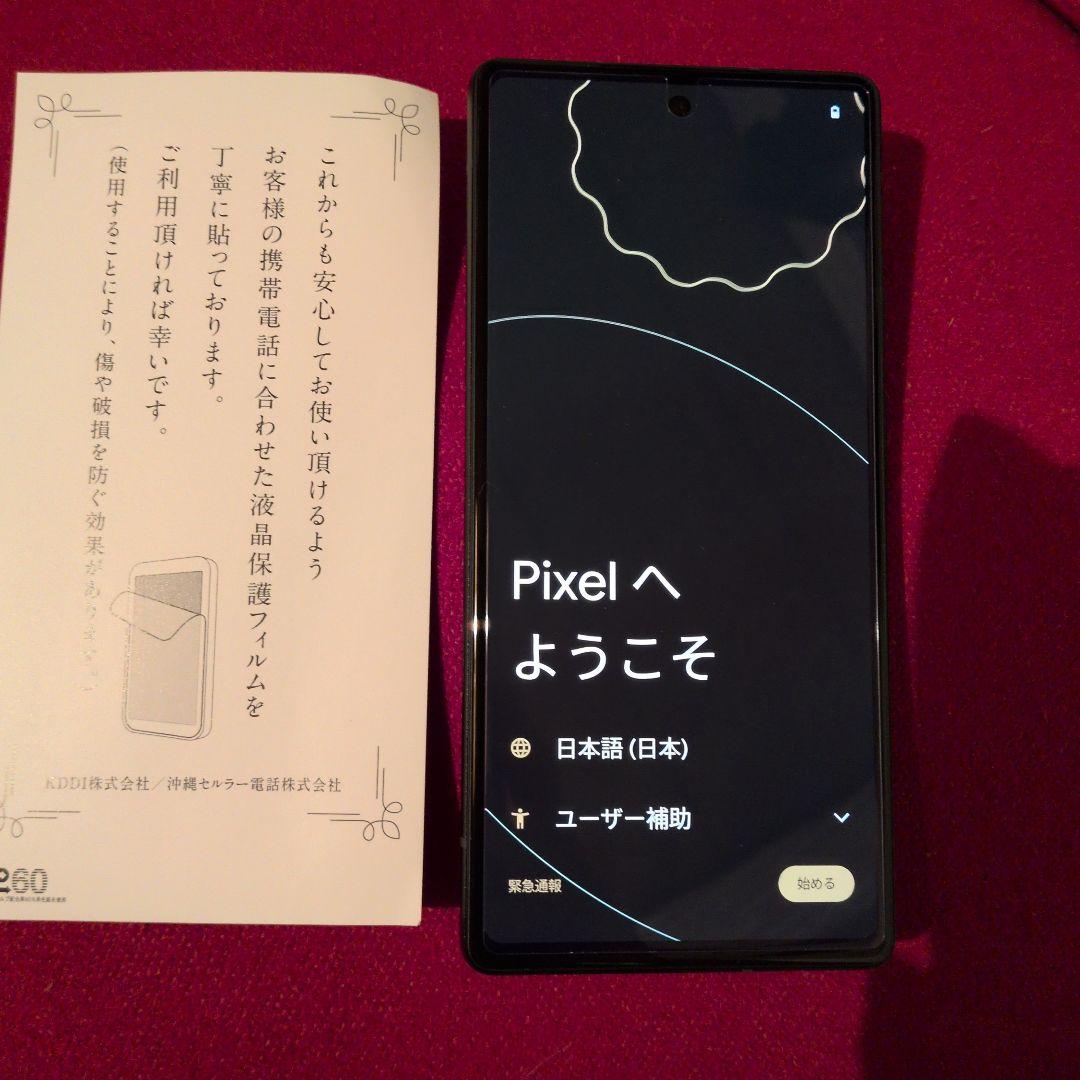 これからも安心してお使い頂けるよう
お客様の携帯電話に合わせた液晶保護フィルムを
丁寧に貼っております。
ご利用頂ければ幸いです。
(使用することにより、傷や破損を防ぐ効果があります。)
KDDI株式会社/沖縄セルラー電話株式会社
60
Pixel へ
ようこそ
日本語 (日本)
ユーザー補助
緊急通報
始める